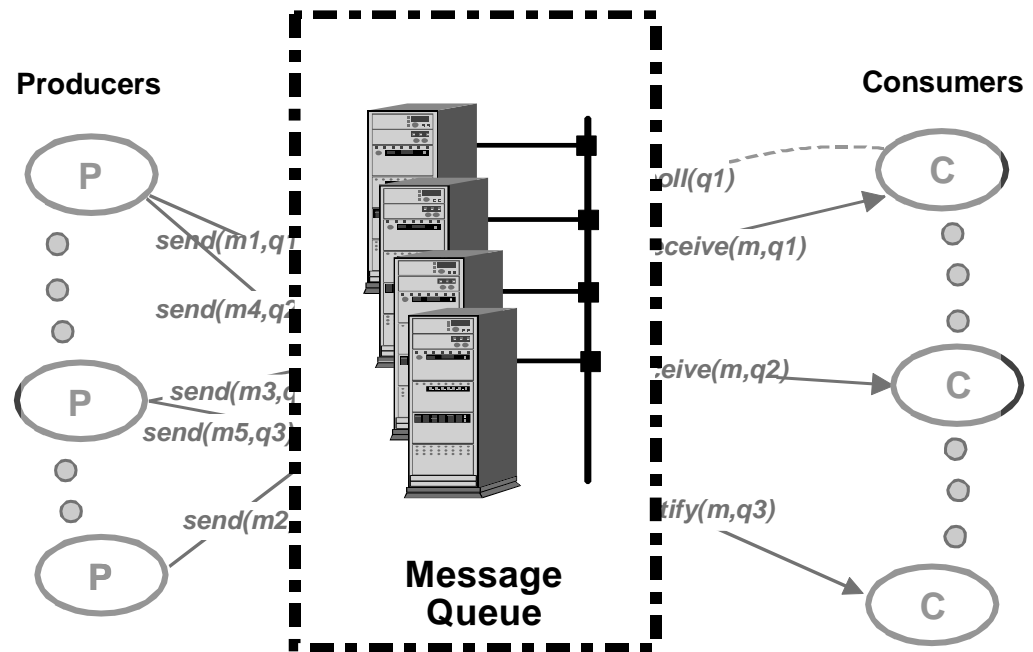 Producers
Consumers
P
C
oll(q1)
send(m1,q1
eceive(m,q1)
send(m4,q2
P
C
send(m3,q
ceive(m,q2)
send(m5,q3)
send(m2
tify(m,q3)
P
C
Message
Queue